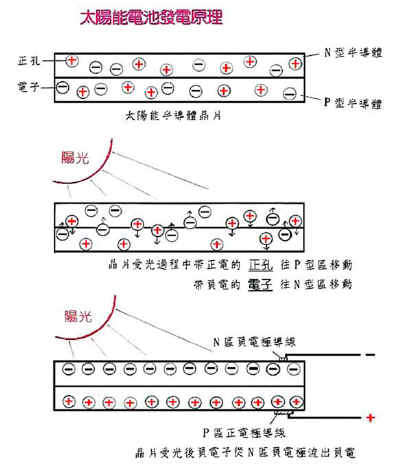 太陽能電池發電原理
正孔
N型半導體
電子
P型半導體
太陽能半導體晶片
陽光
晶片受光過程中帶正電的 正孔 往P型區移動
帶負電的 電子 往N型區移動
陽光
N區負電極導線
P區正電極導線
晶片受光後負電子從N區負電極流出負電